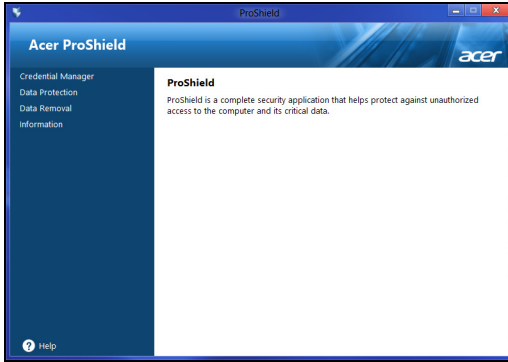 ProShield
Acer ProShield
acer
Credential Manager
Data Protection
Data Removal
Information
ProShield
ProShield is a complete security application that helps protect against unauthorized
access to the computer and its critical data.
? Help